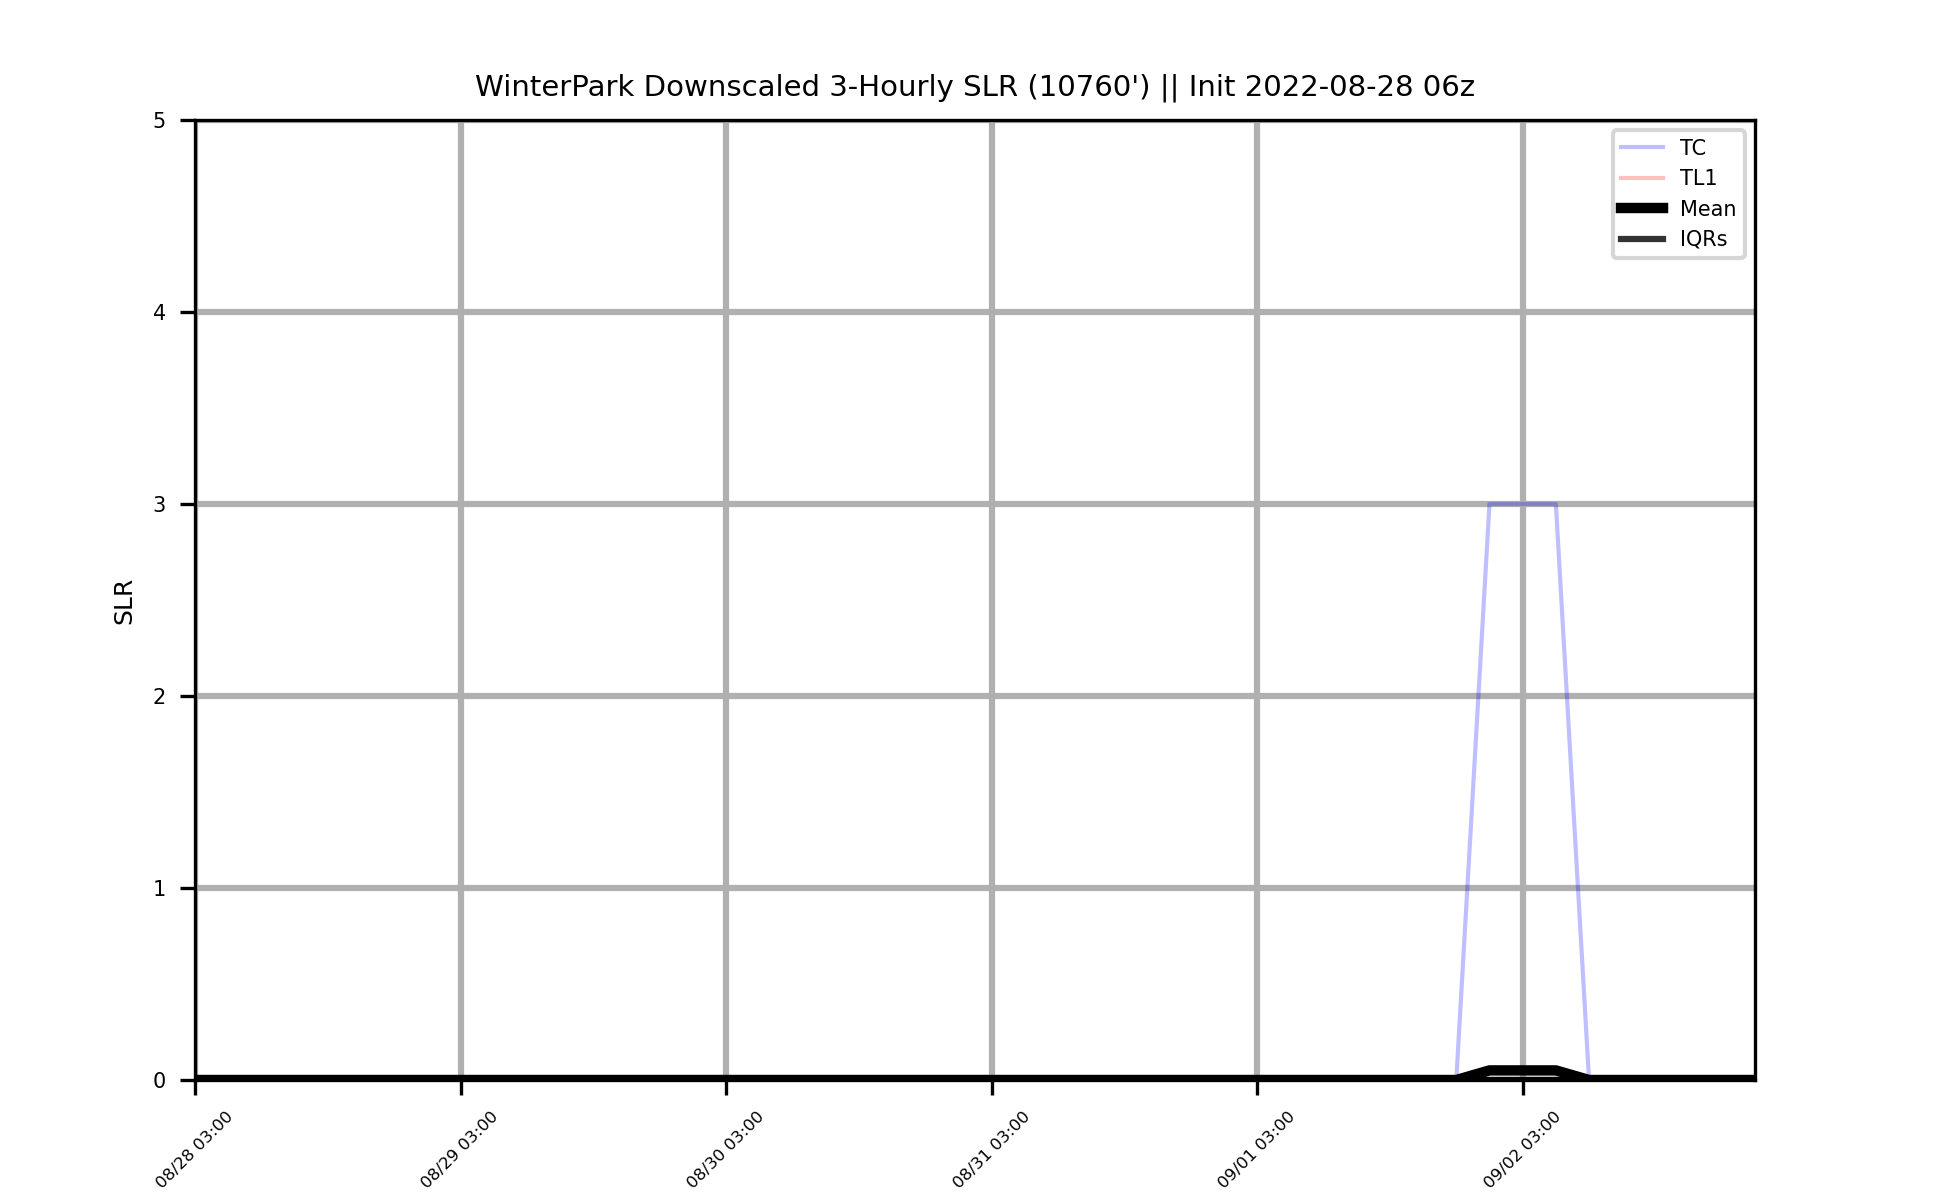 WinterPark Downscaled 3-Hourly SLR (10760') || Init 2022-08-28 06z
5
4
3
2
1
0
SLR
TC
TL1
Mean
IQRs
08/28 03:00
08/29 03:00
08/30 03:00
08/31 03:00
09/01 03:00
09/02 03:00